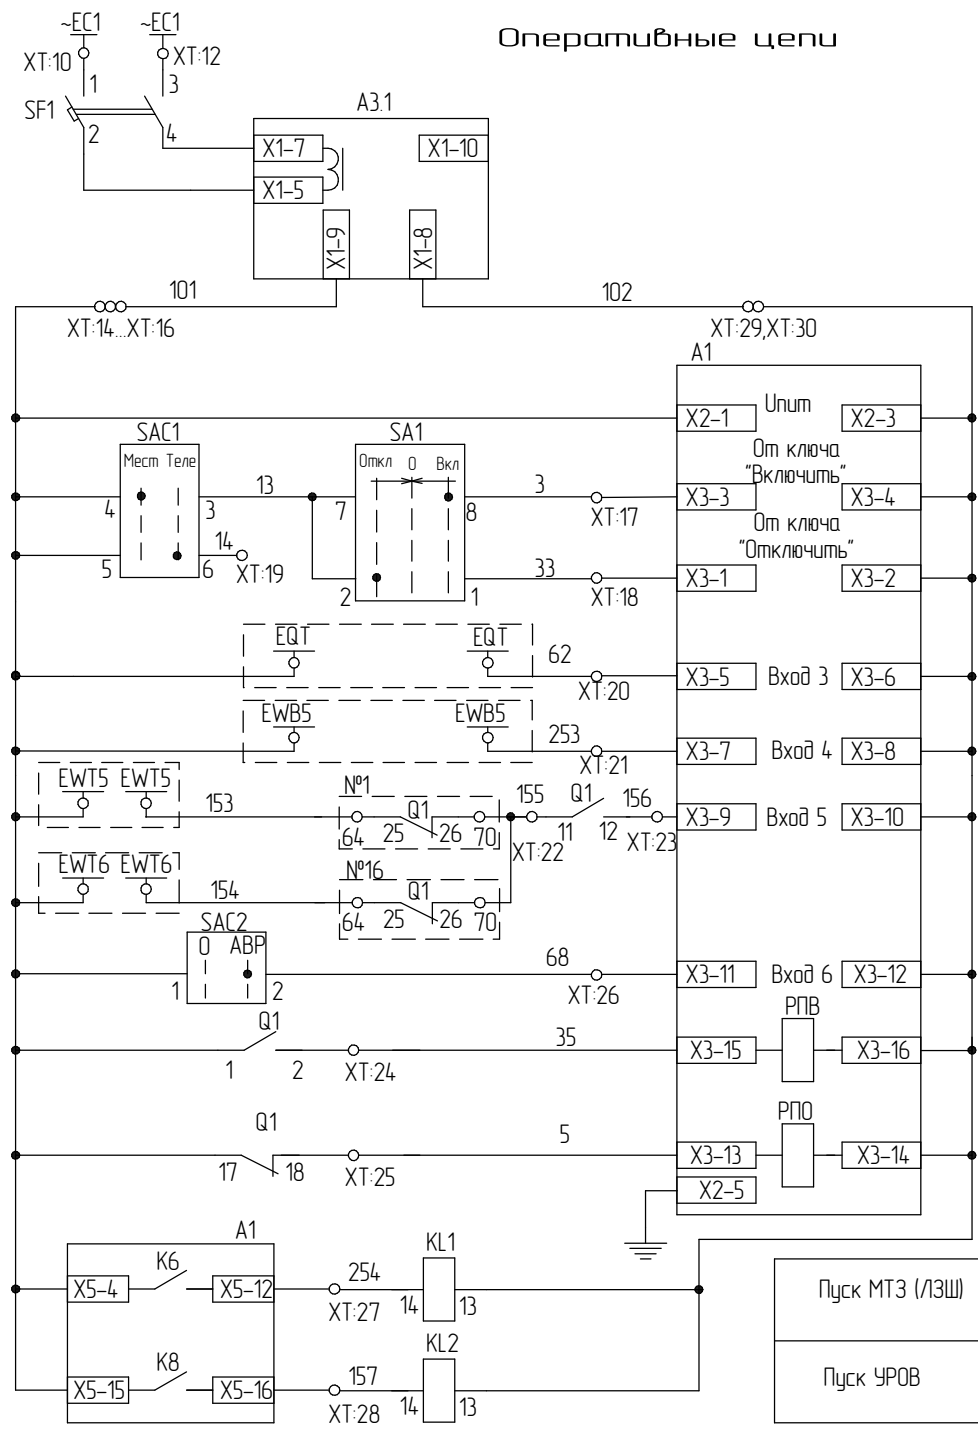 Оперативные цепи
~EC1 ~EC1
XT:10 XT:12
1 3
SF1
2 4
A3.1
X1-7 X1-10
X1-5
X1-9 X1-8
101 102
XT:14...XT:16 XT:29,XT:30
A1
X2-1 Uпит X2-3
SAC1 SA1
Мест Теле Откл 0 Вкл
От ключа
"Включить"
4 3 13 7 8 3
XT:17 X3-3 X3-4
От ключа
"Отключить"
5 6 14 XT:19
2 1 33 XT:18 X3-1 X3-2
EQT EQT 62
XT:20 X3-5 Вход 3 X3-6
EWB5 EWB5 253
XT:21 X3-7 Вход 4 X3-8
EWT5 EWT5 153
№1 Q1 155 Q1 156
64 25 26 70 XT:22 11 12 XT:23
X3-9 Вход 5 X3-10
EWT6 EWT6 154
№16 Q1
64 25 26 70
SAC2
0 АВР
1 2 68 XT:26
X3-11 Вход 6 X3-12
РПВ
Q1 35
1 2 XT:24 X3-15 X3-16
РПО
Q1 5
17 18 XT:25 X3-13 X3-14
X2-5
A1
K6 KL1
X5-4 X5-12 254 XT:27 14 13
Пуск МТЗ (ЛЗШ)
K8 KL2
X5-15 X5-16 157 XT:28 14 13
Пуск УРОВ